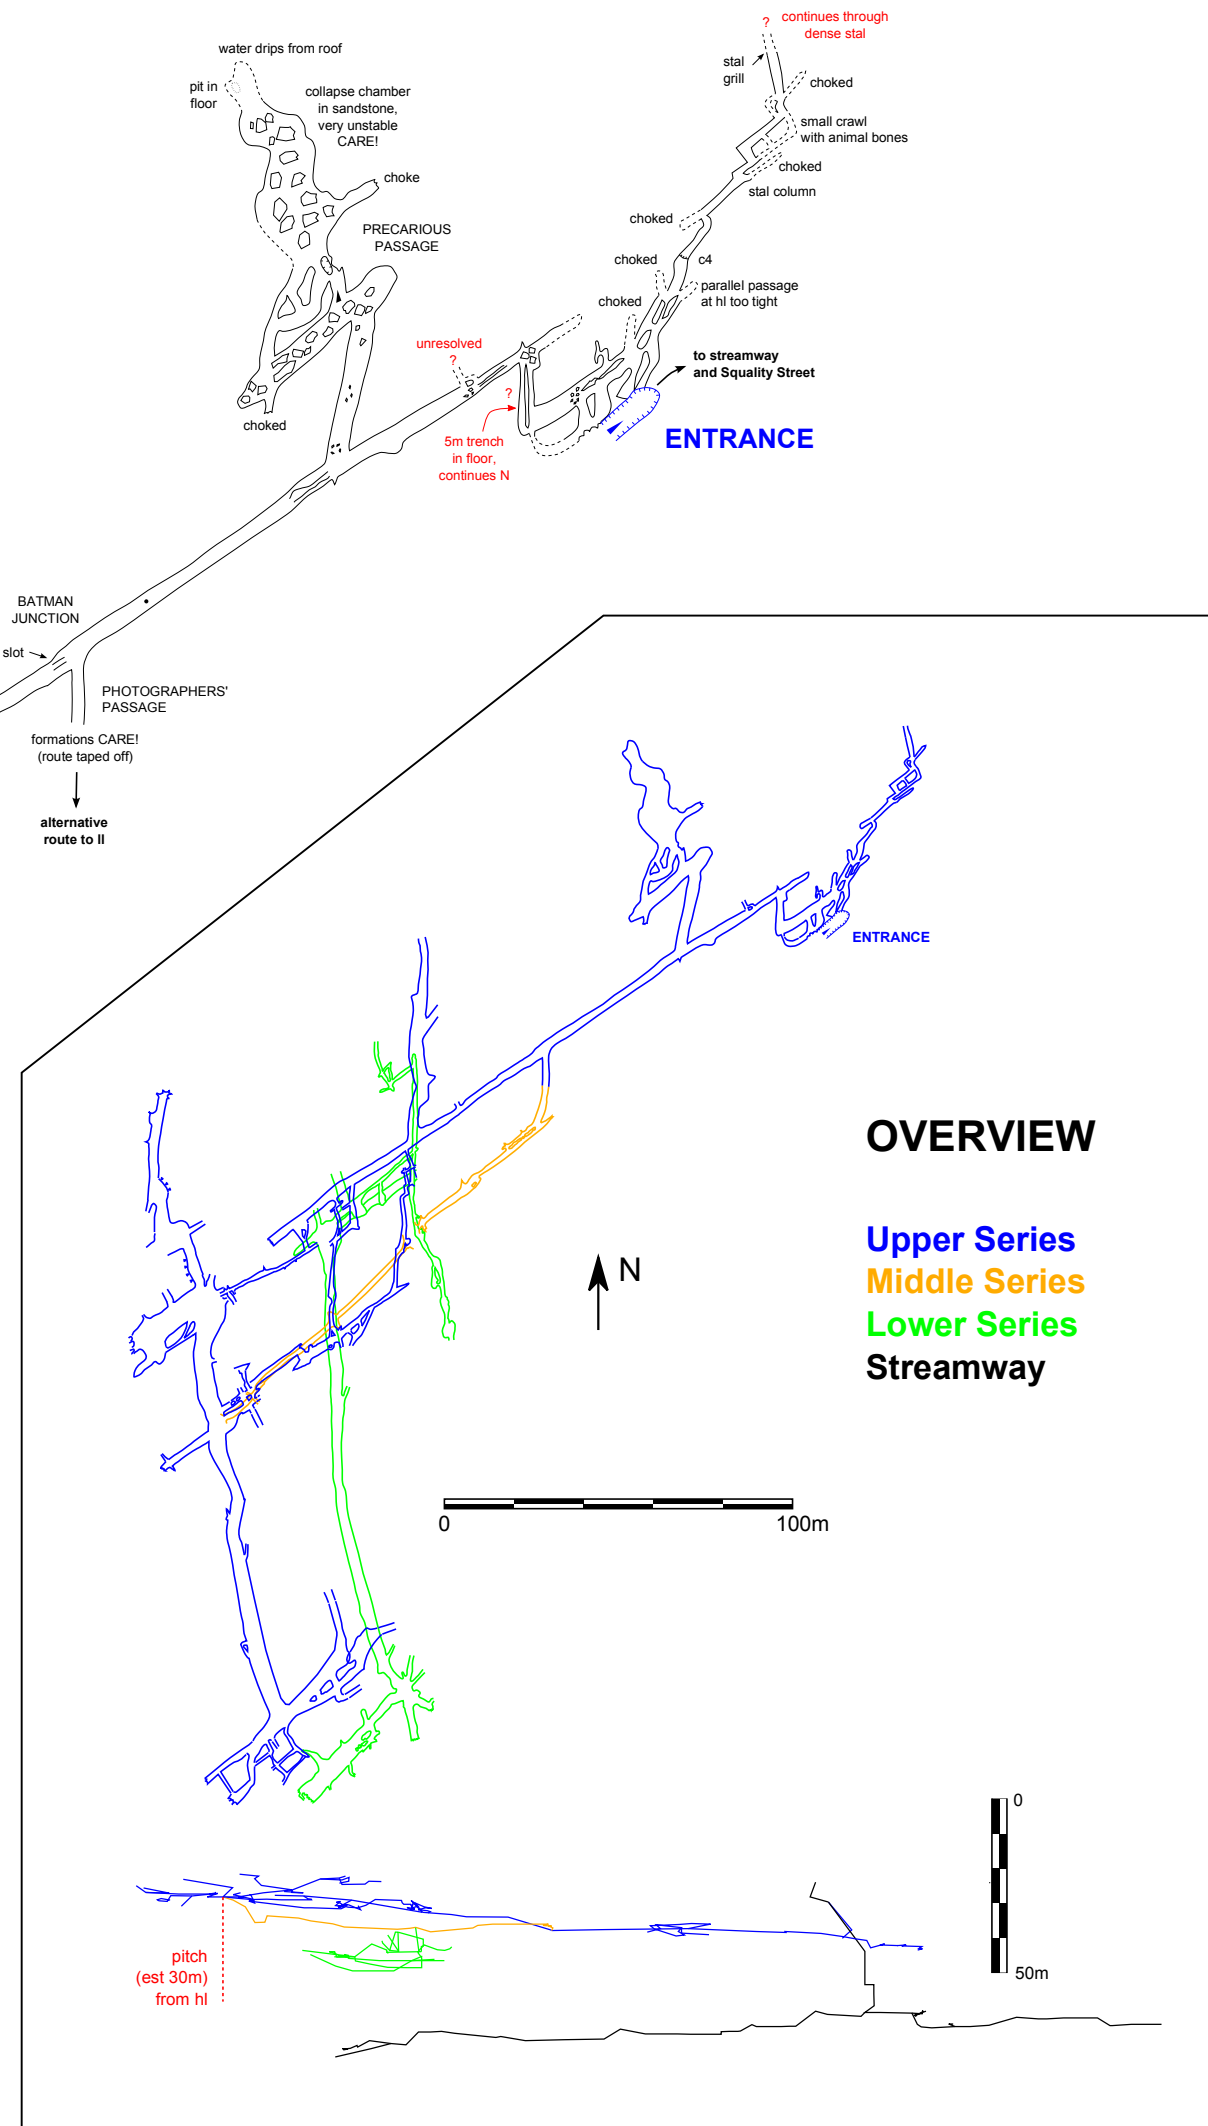 ? continues through
dense stal
water drips from roof
stal
grill
pit in
floor
choked
collapse chamber
in sandstone,
very unstable
CARE!
small crawl
with animal bones
choked
choke
stal column
choked
PRECARIOUS
PASSAGE
choked
c4
parallel passage
at hl too tight
choked
unresolved
?
to streamway
and Squality Street
?
choked
5m trench
in floor,
continues N
ENTRANCE
BATMAN
JUNCTION
slot
PHOTOGRAPHERS'
PASSAGE
formations CARE!
(route taped off)
alternative
route to II
ENTRANCE
OVERVIEW
N
Upper Series
Middle Series
Lower Series
Streamway
0
100m
0
50m
pitch
(est 30m)
from hl